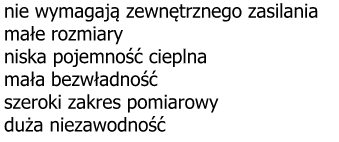 nie wymagają zewnętrznego zasilania
małe rozmiary
niska pojemność cieplna
mała bezwładność
szeroki zakres pomiarowy
duża niezawodność